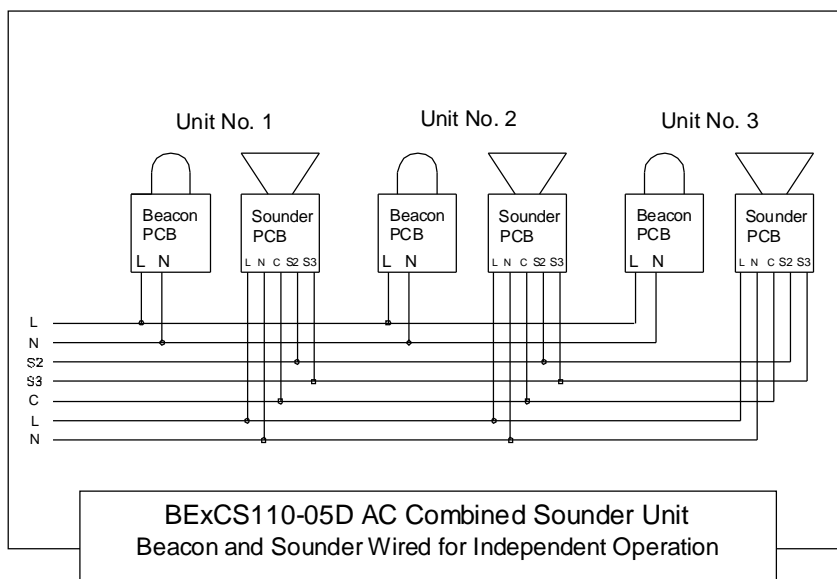 Unit No. 1
Unit No. 2
Unit No. 3
Beacon
PCB
L N
Sounder
PCB
L N C S2 S3
Beacon
PCB
L N
Sounder
PCB
L N C S2 S3
Beacon
PCB
L N
Sounder
PCB
L N C S2 S3
L
N
S2
S3
C
L
N
BExCS110-05D AC Combined Sounder Unit
Beacon and Sounder Wired for Independent Operation